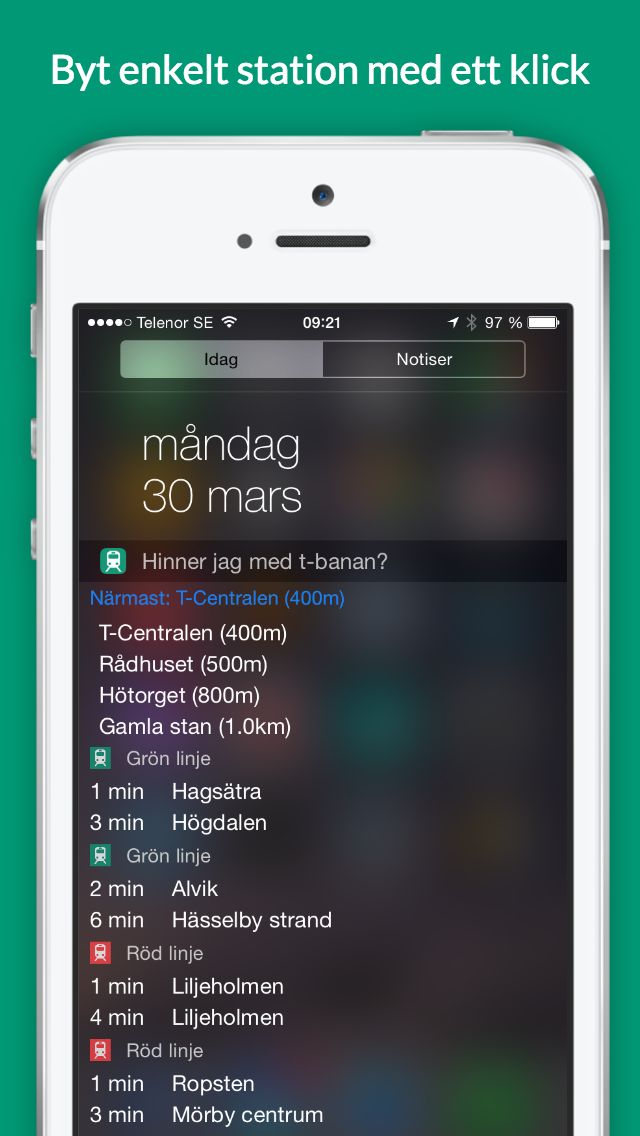 Byt enkelt station med ett klick
Telenor SE 09:21 97 %
Idag Notiser
måndag
30 mars
Hinner jag med t-banan?
Närmast: T-Centralen (400m)
T-Centralen (400m)
Rådhuset (500m)
Hötorget (800m)
Gamla stan (1.0km)
Grön linje
1 min Hagsätra
3 min Högdalen
Grön linje
2 min Alvik
6 min Hässelby strand
Röd linje
1 min Liljeholmen
4 min Liljeholmen
Röd linje
1 min Ropsten
3 min Mörby centrum